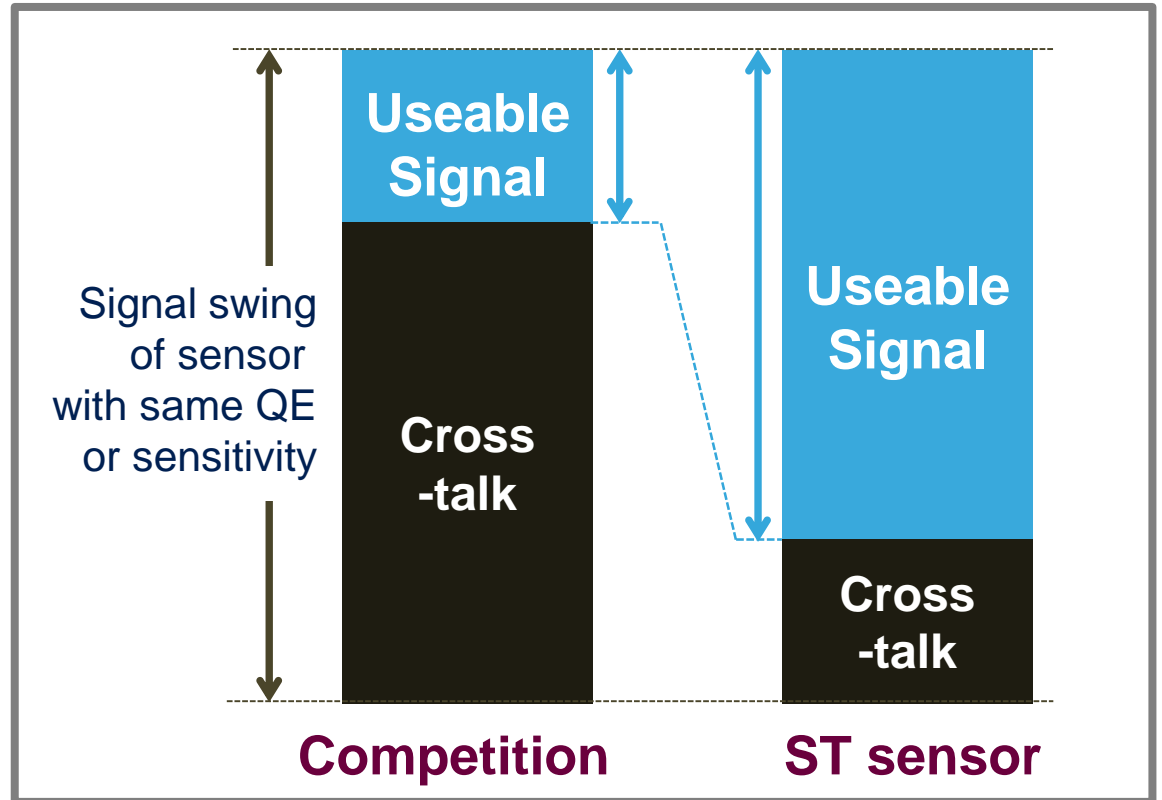 Useable
Signal
Cross
-talk
Signal swing
of sensor
with same QE
or sensitivity
Useable
Signal
Cross
-talk
Competition
ST sensor